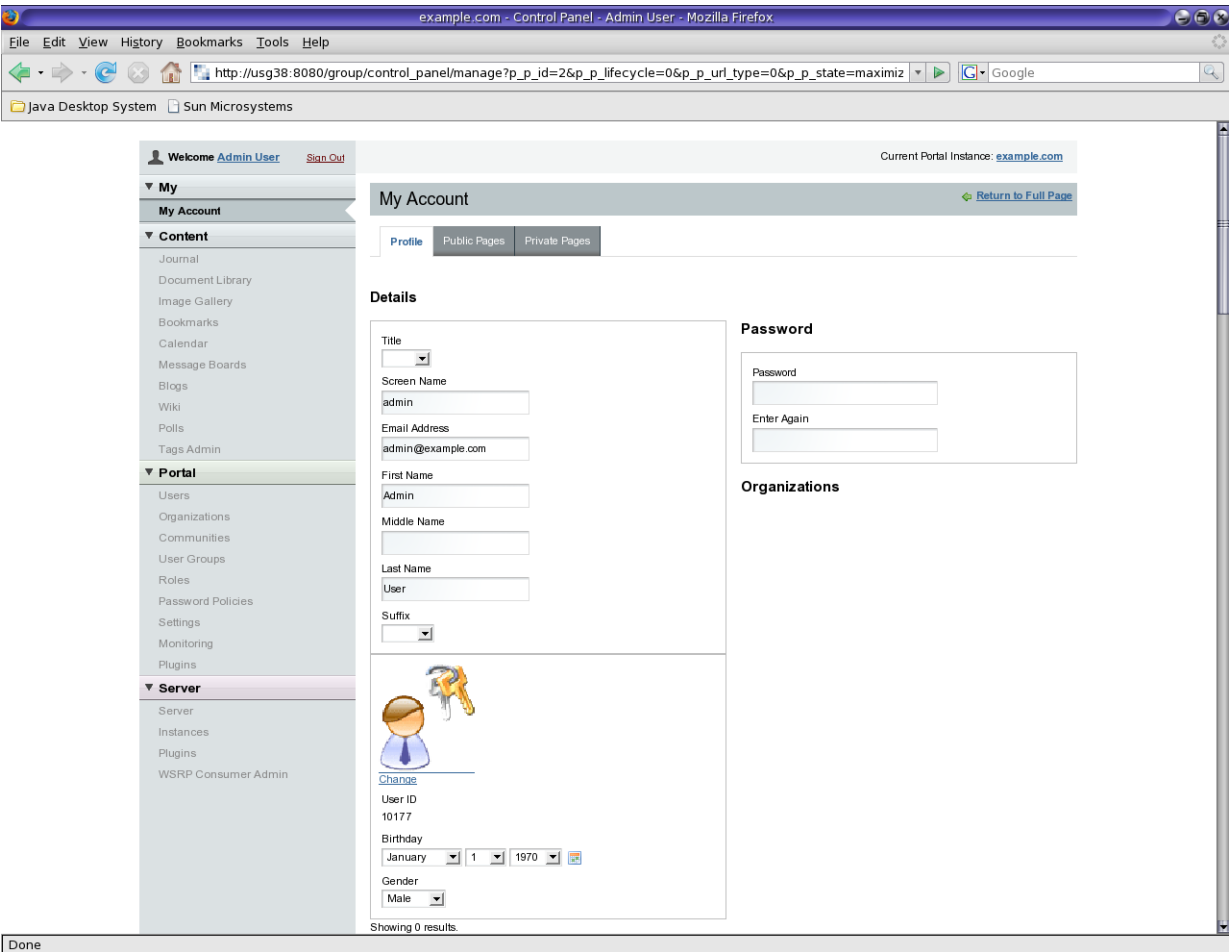 example.com - Control Panel - Admin User - Mozilla Firefox
File Edit View History Bookmarks Tools Help
http://usg38:8080/group/control_panel/manage?p_p_id=2&p_p_lifecycle=0&p_p_url_type=0&p_p_state=maximiz
G Google
Java Desktop System Sun Microsystems
Welcome Admin User Sign Out
Current Portal Instance: example.com
My
My Account
Content
Journal
Document Library
Image Gallery
Bookmarks
Calendar
Message Boards
Blogs
Wiki
Polls
Tags Admin
Portal
Users
Organizations
Communities
User Groups
Roles
Password Policies
Settings
Monitoring
Plugins
Server
Server
Instances
Plugins
WSRP Consumer Admin
My Account Return to Full Page
Profile Public Pages Private Pages
Details
Title
Screen Name
admin
Email Address
admin@example.com
First Name
Admin
Middle Name
Last Name
User
Suffix
Change
User ID
10177
Birthday
January 1 1970
Gender
Male
Showing 0 results.
Password
Password
Enter Again
Organizations
Done